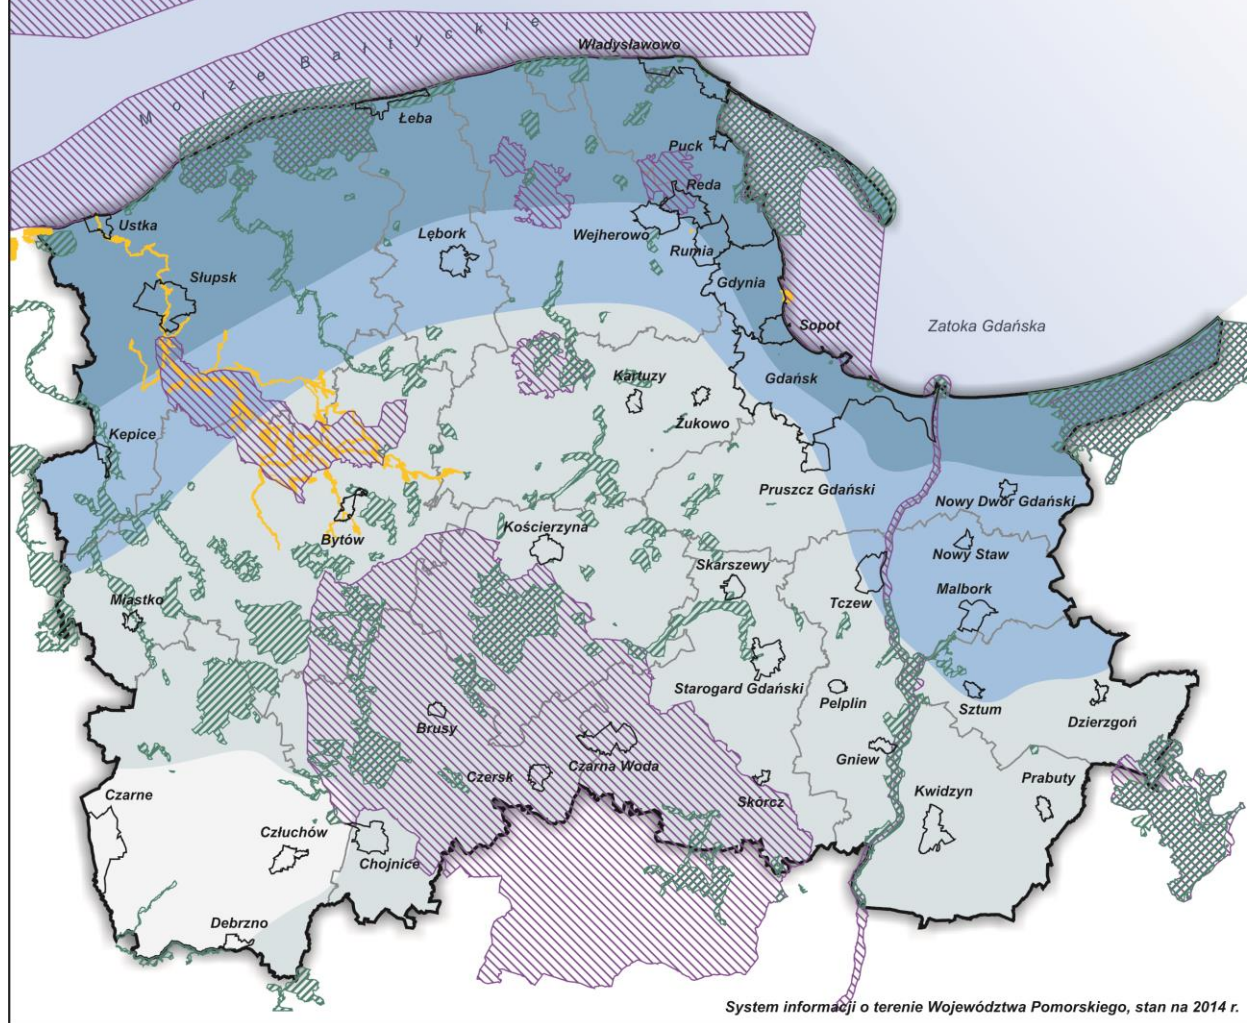 Morze Bałtyckie
Władysławowo
Łeba
Puck
Reda
Ustka
Lębork
Wejherowo
Rumia
Słupsk
Gdynia
Sopot
Zatoka Gdańska
Kartuzy
Gdańsk
Żukowo
Kępice
Pruszcz Gdański
Nowy Dwór Gdański
Kościerzyna
Bytów
Nowy Staw
Skarszewy
Malbork
Miastko
Tczew
Starogard Gdański
Pelplin
Sztum
Dzierzgoń
Brusy
Gniew
Czarna Woda
Czersk
Prabuty
Skórcz
Kwidzyn
Czarne
Człuchów
Chojnice
Debrzno
System informacji o terenie Województwa Pomorskiego, stan na 2014 r.